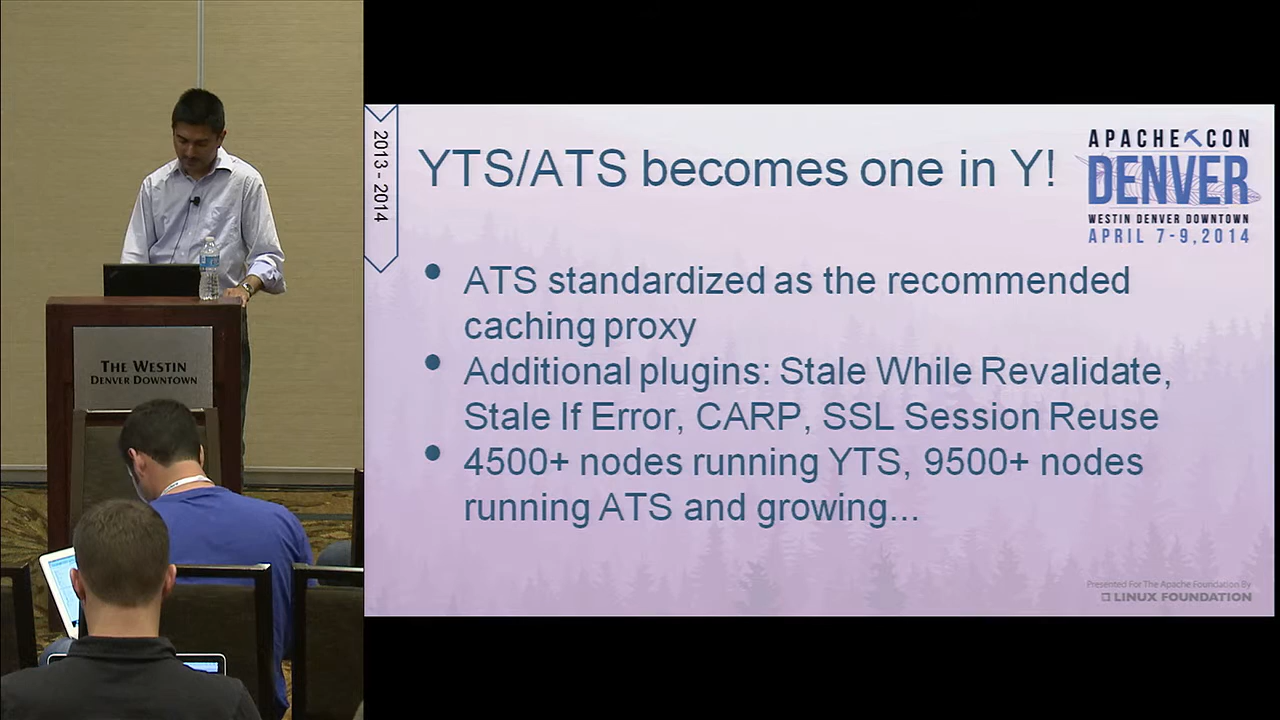 THE WESTIN
DENVER DOWNTOWN
2013 - 2014
YTS/ATS becomes one in Y!
APACHE CON
DENVER
WESTIN DENVER DOWNTOWN
APRIL 7-9, 2014
• ATS standardized as the recommended
caching proxy
• Additional plugins: Stale While Revalidate,
Stale If Error, CARP, SSL Session Reuse
• 4500+ nodes running YTS, 9500+ nodes
running ATS and growing...
Presented For The Apache Foundation By
LINUX FOUNDATION